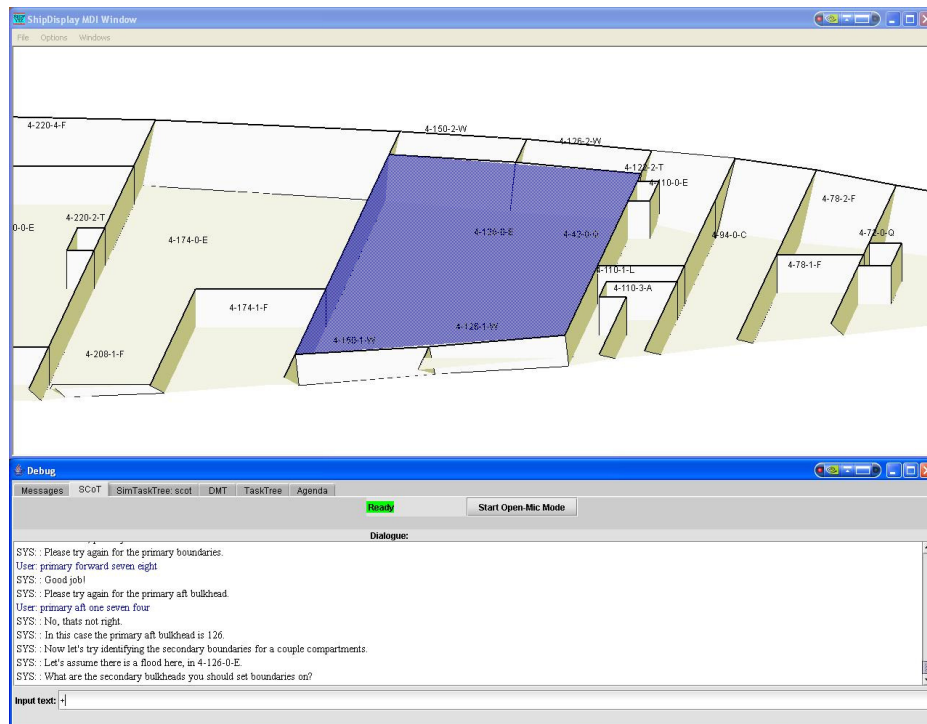 ShipDisplay MDI Window
File Options Windows
4-220-4-F
4-150-2-W
4-126-2-W
4-122-2-T
4-110-0-E
4-78-2-F
4-220-2-T
0-0-E
4-174-0-E
4-126-0-E
4-94-0-C
4-72-0-Q
4-110-1-L
4-78-1-F
4-110-3-A
4-174-1-F
4-126-1-W
4-150-1-W
4-208-1-F
Debug
Messages SCoT SimTaskTree: scot DMT TaskTree Agenda
Ready Start Open-Mic Mode
Dialogue:
SYS: : Please try again for the primary boundaries.
User: primary forward seven eight
SYS: : Good job!
SYS: : Please try again for the primary aft bulkhead.
User: primary aft one seven four
SYS: : No, thats not right.
SYS: : In this case the primary aft bulkhead is 126.
SYS: : Now let's try identifying the secondary boundaries for a couple compartments.
SYS: : Let's assume there is a flood here, in 4-126-0-E.
SYS: : What are the secondary bulkheads you should set boundaries on?
Input text: +